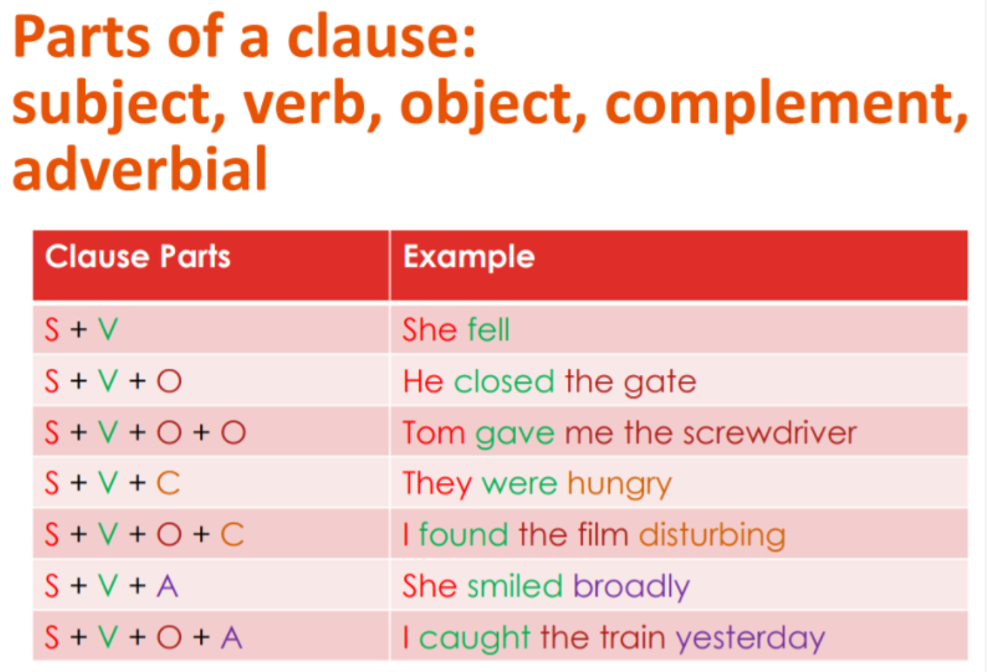 Parts of a clause:
subject, verb, object, complement,
adverbial
Clause Parts Example
S + V She fell
S + V + O He closed the gate
S + V + O + O Tom gave me the screwdriver
S + V + C They were hungry
S + V + O + C I found the film disturbing
S + V + A She smiled broadly
S + V + O + A I caught the train yesterday